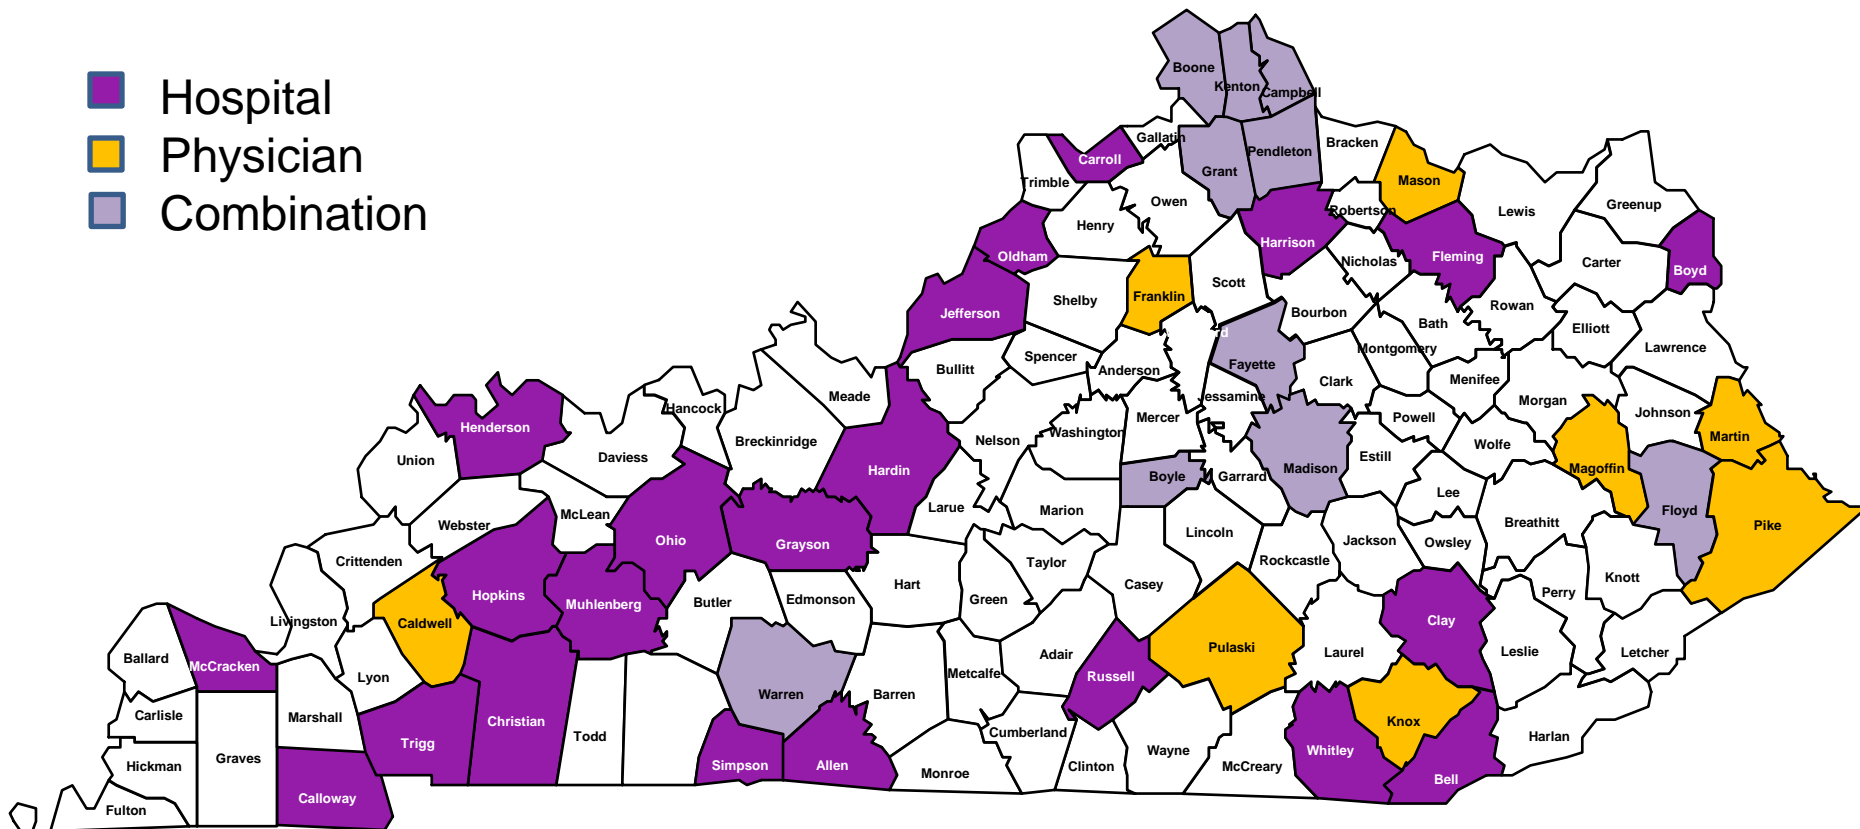 Hospital
Physician
Combination
Boone
Kenton
Campbell
Gallatin
Bracken
Carroll
Pendleton
Grant
Mason
Trimble
Owen
Robertson
Lewis
Greenup
Henry
Harrison
Oldham
Fleming
Nicholas
Carter
Boyd
Scott
Franklin
Shelby
Rowan
Jefferson
Bourbon
Bath
Elliott
rd
Montgomery
Lawrence
Spencer
Fayette
Bullitt
Anderson
Clark
Menifee
Meade
Jessamine
Morgan
Hancock
Johnson
Mercer
Powell
Henderson
Washington
Martin
Breckinridge
Nelson
Wolfe
Union
Daviess
Estill
Hardin
Madison
Magoffin
Boyle
Garrard
Lee
Larue
Marion
Floyd
McLean
Webster
Breathitt
Pike
Lincoln
Ohio
Grayson
Jackson
Owsley
Crittenden
Taylor
Rockcastle
Knott
Hart
Casey
Hopkins
Perry
Butler
Edmonson
Green
Muhlenberg
Livingston
Caldwell
Clay
Pulaski
Leslie
Laurel
Letcher
Adair
Ballard
McCracken
Metcalfe
Lyon
Russell
Warren
Barren
Carlisle
Marshall
Christian
Knox
Cumberland
Todd
Harlan
Trigg
Whitley
Wayne
Graves
Hickman
Simpson
Allen
Clinton
McCreary
Monroe
Bell
Calloway
Fulton